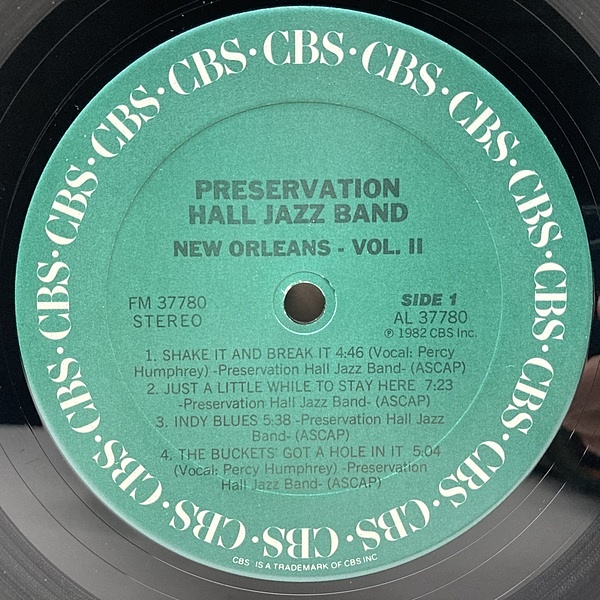 CBS · CBS · CBS · CBS · CBS · CBS · CBS · CBS · CBS · CBS · CBS · CBS · CBS · CBS · CBS · CBS
PRESERVATION
HALL JAZZ BAND
NEW ORLEANS - VOL. II
FM 37780
STEREO
SIDE 1
AL 37780
℗ 1982 CBS Inc.
1. SHAKE IT AND BREAK IT 4:46 (Vocal: Percy
Humphrey) -Preservation Hall Jazz Band- (ASCAP)
2. JUST A LITTLE WHILE TO STAY HERE 7:23
-Preservation Hall Jazz Band- (ASCAP)
3. INDY BLUES 5:38 -Preservation Hall Jazz
Band- (ASCAP)
4. THE BUCKETS' GOT A HOLE IN IT 5:04
(Vocal: Percy Humphrey) -Preservation
Hall Jazz Band- (ASCAP)
CBS IS A TRADEMARK OF CBS INC